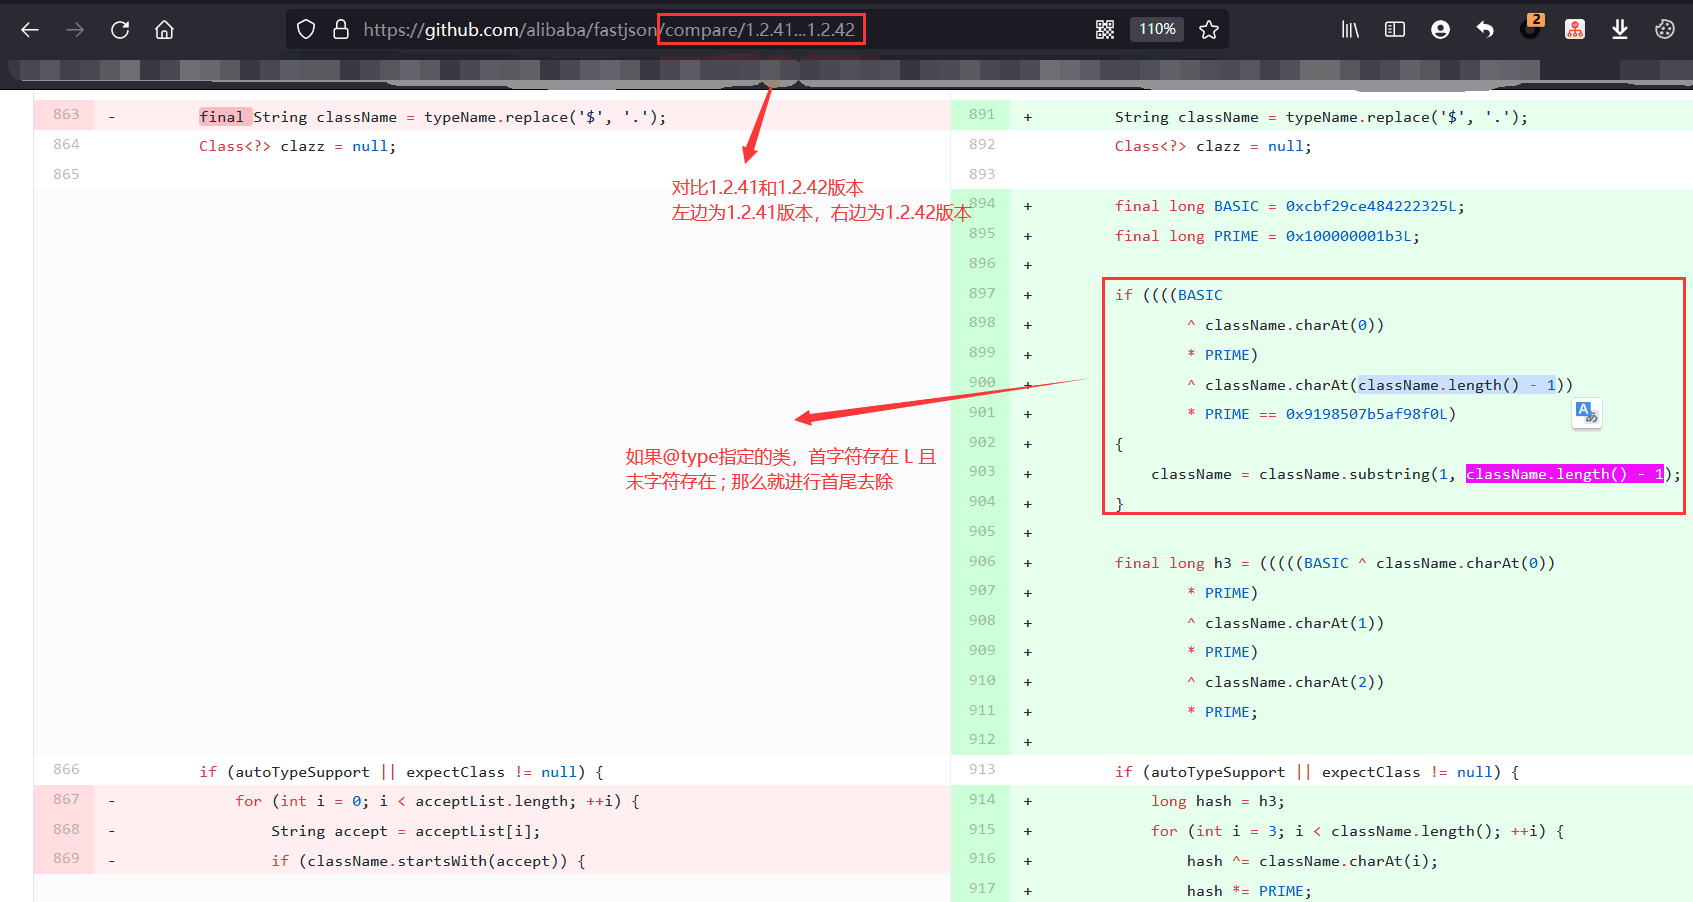 https://github.com/alibaba/fastjson/compare/1.2.41...1.2.42
110%
2
863 - final String className = typeName.replace('$', '.');
864 Class<?> clazz = null;
865
866 if (autoTypeSupport || expectClass != null) {
867 - for (int i = 0; i < acceptList.length; ++i) {
868 - String accept = acceptList[i];
869 - if (className.startsWith(accept)) {
对比1.2.41和1.2.42版本
左边为1.2.41版本，右边为1.2.42版本
如果@type指定的类，首字符存在 L 且
末字符存在 ; 那么就进行首尾去除
891 + String className = typeName.replace('$', '.');
892 Class<?> clazz = null;
893
894 + final long BASIC = 0xcbf29ce484222325L;
895 + final long PRIME = 0x100000001b3L;
896 +
897 + if ((((BASIC
898 + ^ className.charAt(0))
899 + * PRIME)
900 + ^ className.charAt(className.length() - 1))
901 + * PRIME == 0x9198507b5af98f0L)
902 + {
903 + className = className.substring(1, className.length() - 1);
904 + }
905 +
906 + final long h3 = (((((BASIC ^ className.charAt(0))
907 + * PRIME)
908 + ^ className.charAt(1))
909 + * PRIME)
910 + ^ className.charAt(2))
911 + * PRIME;
912 +
913 if (autoTypeSupport || expectClass != null) {
914 + long hash = h3;
915 + for (int i = 3; i < className.length(); ++i) {
916 + hash ^= className.charAt(i);
917 + hash *= PRIME;